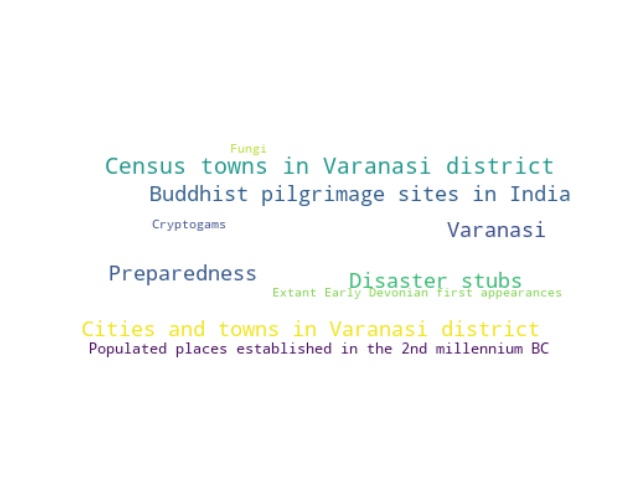 Fungi
Census towns in Varanasi district
Buddhist pilgrimage sites in India
Cryptogams
Varanasi
Preparedness
Disaster stubs
Extant Early Devonian first appearances
Cities and towns in Varanasi district
Populated places established in the 2nd millennium BC